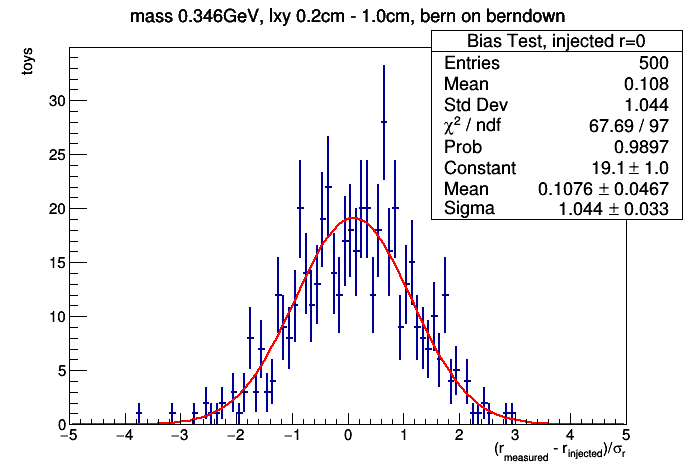 mass 0.346GeV, lxy 0.2cm - 1.0cm, bern on berndown
Bias Test, injected r=0
Entries 500
Mean 0.108
Std Dev 1.044
χ² / ndf 67.69 / 97
Prob 0.9897
Constant 19.1 ± 1.0
Mean 0.1076 ± 0.0467
Sigma 1.044 ± 0.033
toys
30
25
20
15
10
5
0
−5 −4 −3 −2 −1 0 1 2 3 4 5
(r_measured - r_injected)/σ_r